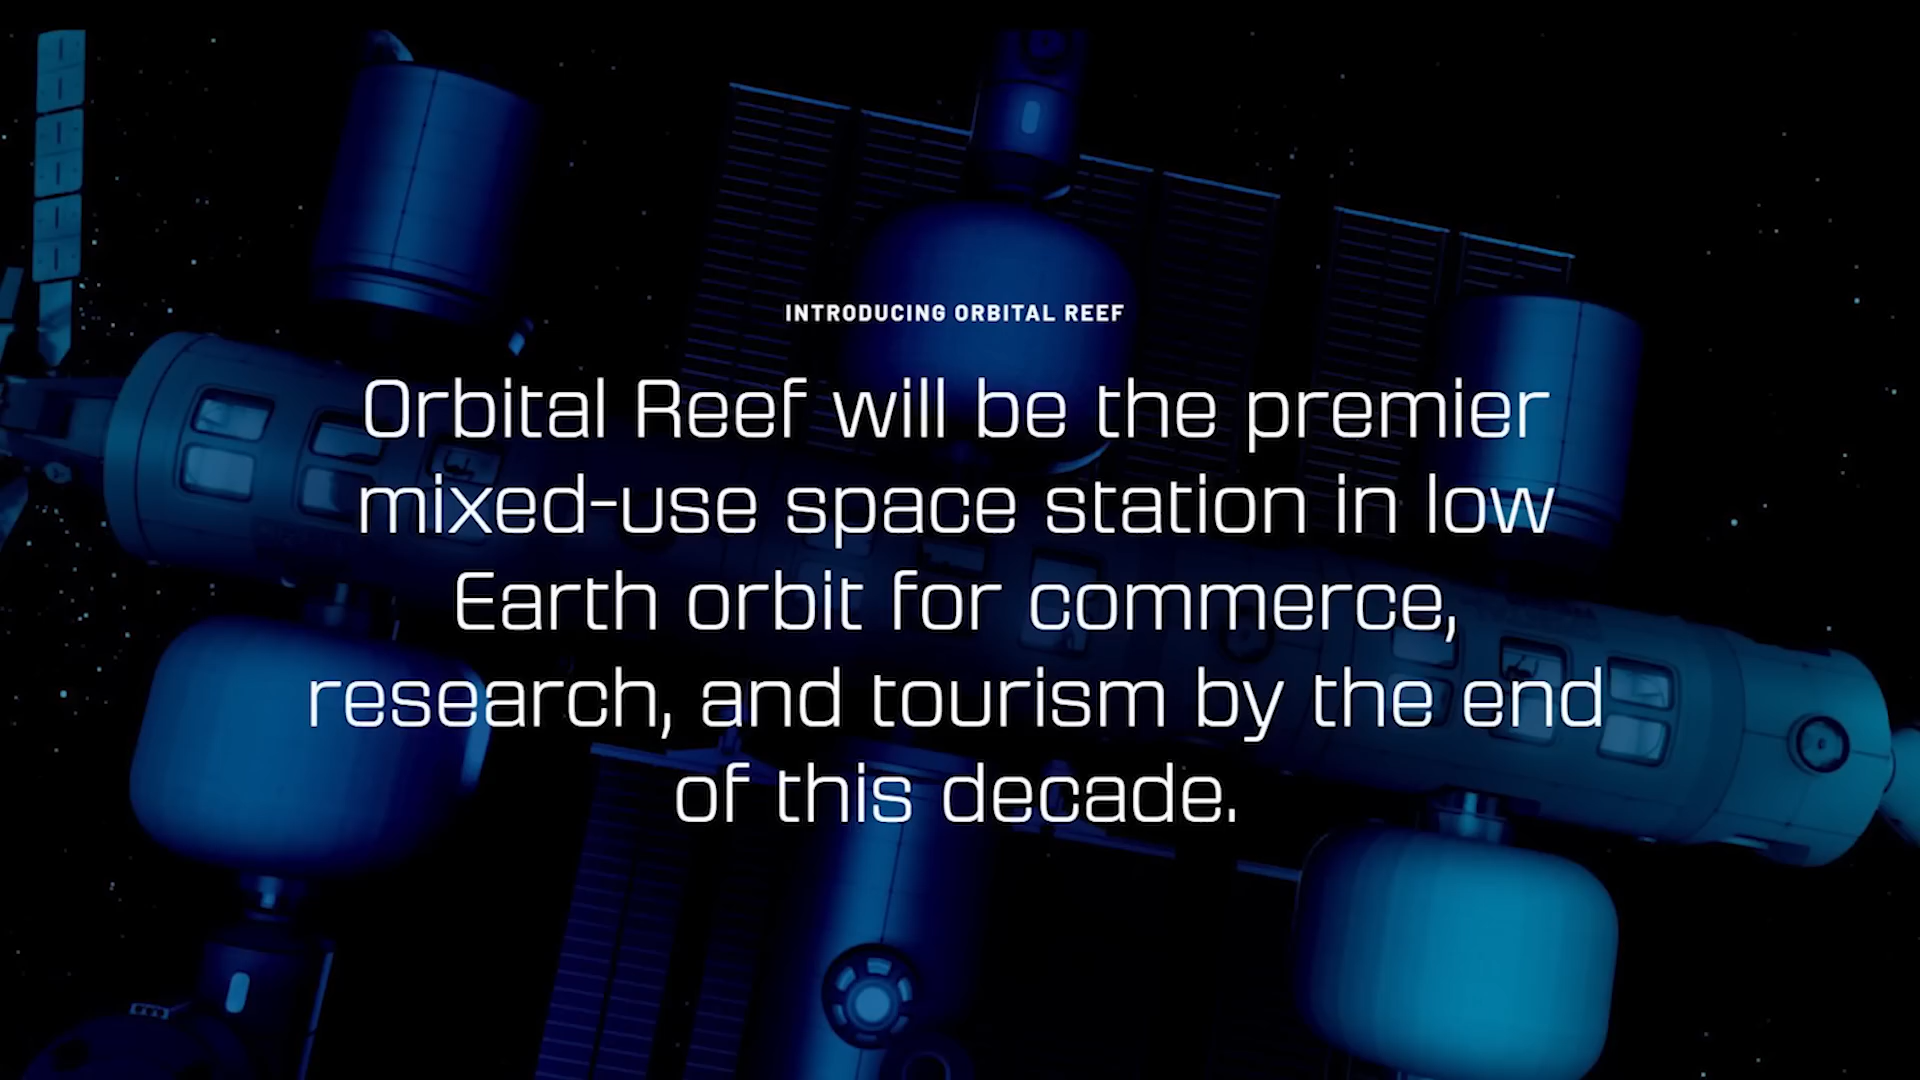 INTRODUCING ORBITAL REEF
Orbital Reef will be the premier
mixed-use space station in low
Earth orbit for commerce,
research, and tourism by the end
of this decade.